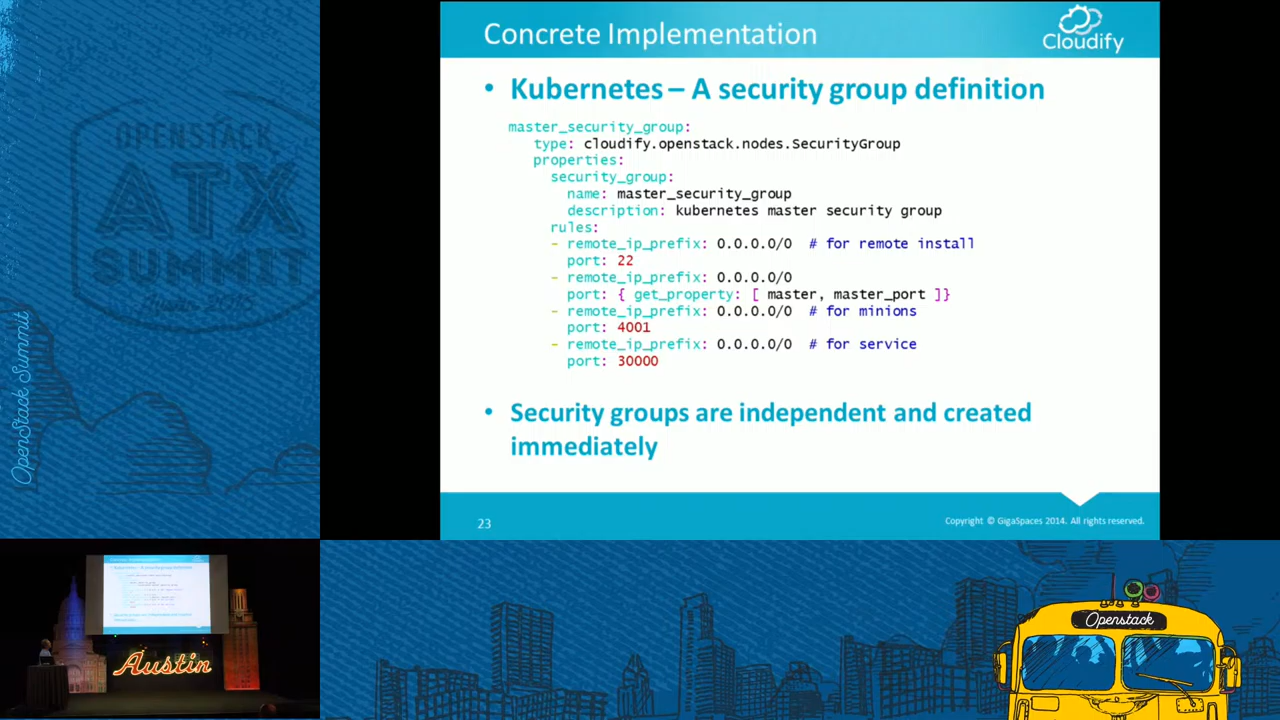 Concrete Implementation
Cloudify
• Kubernetes – A security group definition
master_security_group:
type: cloudify.openstack.nodes.SecurityGroup
properties:
security_group:
name: master_security_group
description: kubernetes master security group
rules:
- remote_ip_prefix: 0.0.0.0/0 # for remote install
port: 22
- remote_ip_prefix: 0.0.0.0/0
port: { get_property: [ master, master_port ]}
- remote_ip_prefix: 0.0.0.0/0 # for minions
port: 4001
- remote_ip_prefix: 0.0.0.0/0 # for service
port: 30000
• Security groups are independent and created
immediately
23
Copyright © GigaSpaces 2014. All rights reserved.
OPENSTACK
ATX
SUMMIT
OpenStack Summit
Austin
Openstack